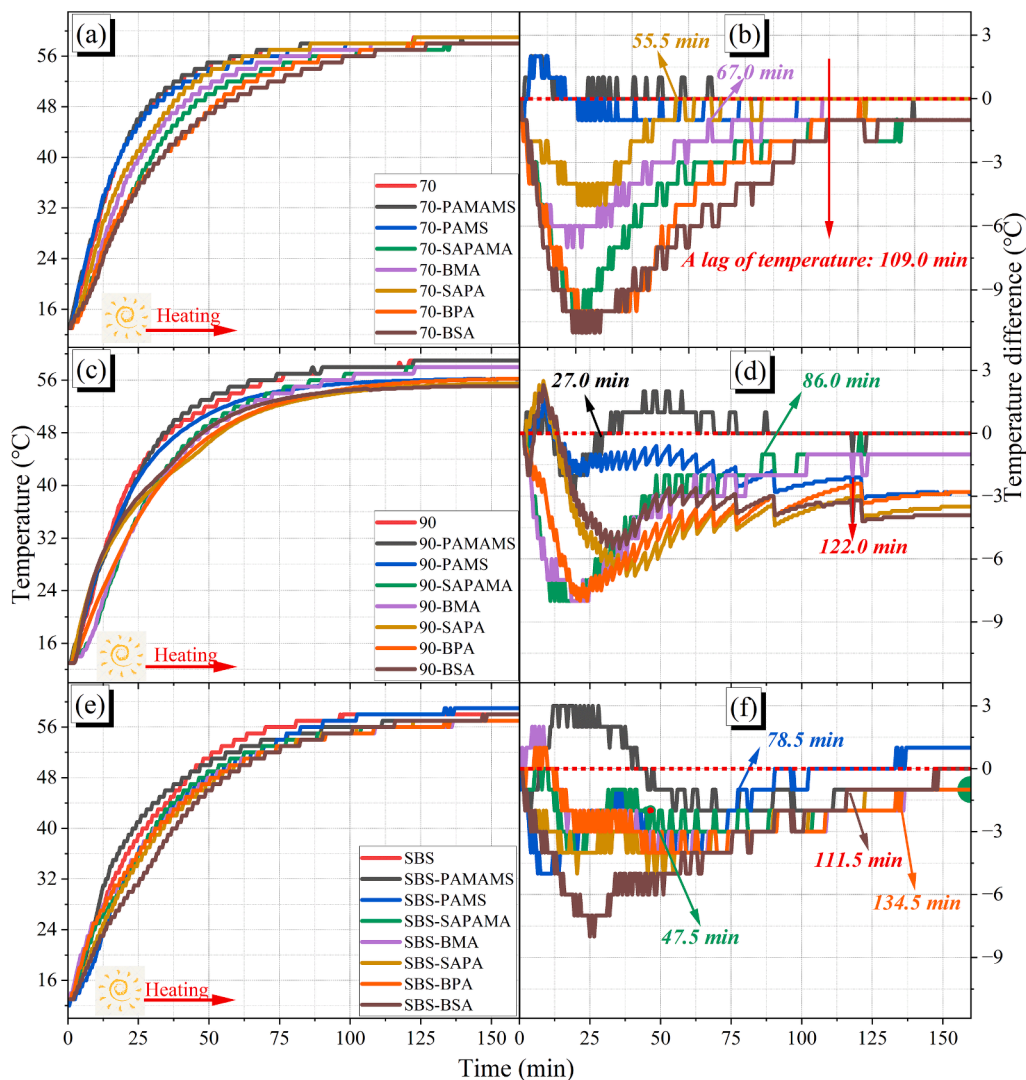 (a)
56
48
40
32
24
16
Heating
70
70-PAMAMS
70-PAMS
70-SAPAMA
70-BMA
70-SAPA
70-BPA
70-BSA
(b)
55.5 min
67.0 min
A lag of temperature: 109.0 min
3
0
-3
-6
-9
(c)
56
48
40
32
24
16
Heating
90
90-PAMAMS
90-PAMS
90-SAPAMA
90-BMA
90-SAPA
90-BPA
90-BSA
(d)
27.0 min
86.0 min
122.0 min
3
0
-3
-6
-9
(e)
56
48
40
32
24
16
Heating
SBS
SBS-PAMAMS
SBS-PAMS
SBS-SAPAMA
SBS-BMA
SBS-SAPA
SBS-BPA
SBS-BSA
(f)
78.5 min
111.5 min
134.5 min
47.5 min
3
0
-3
-6
-9
0 25 50 75 100 125 150
0 25 50 75 100 125 150
Temperature (°C)
Temperature difference (°C)
Time (min)